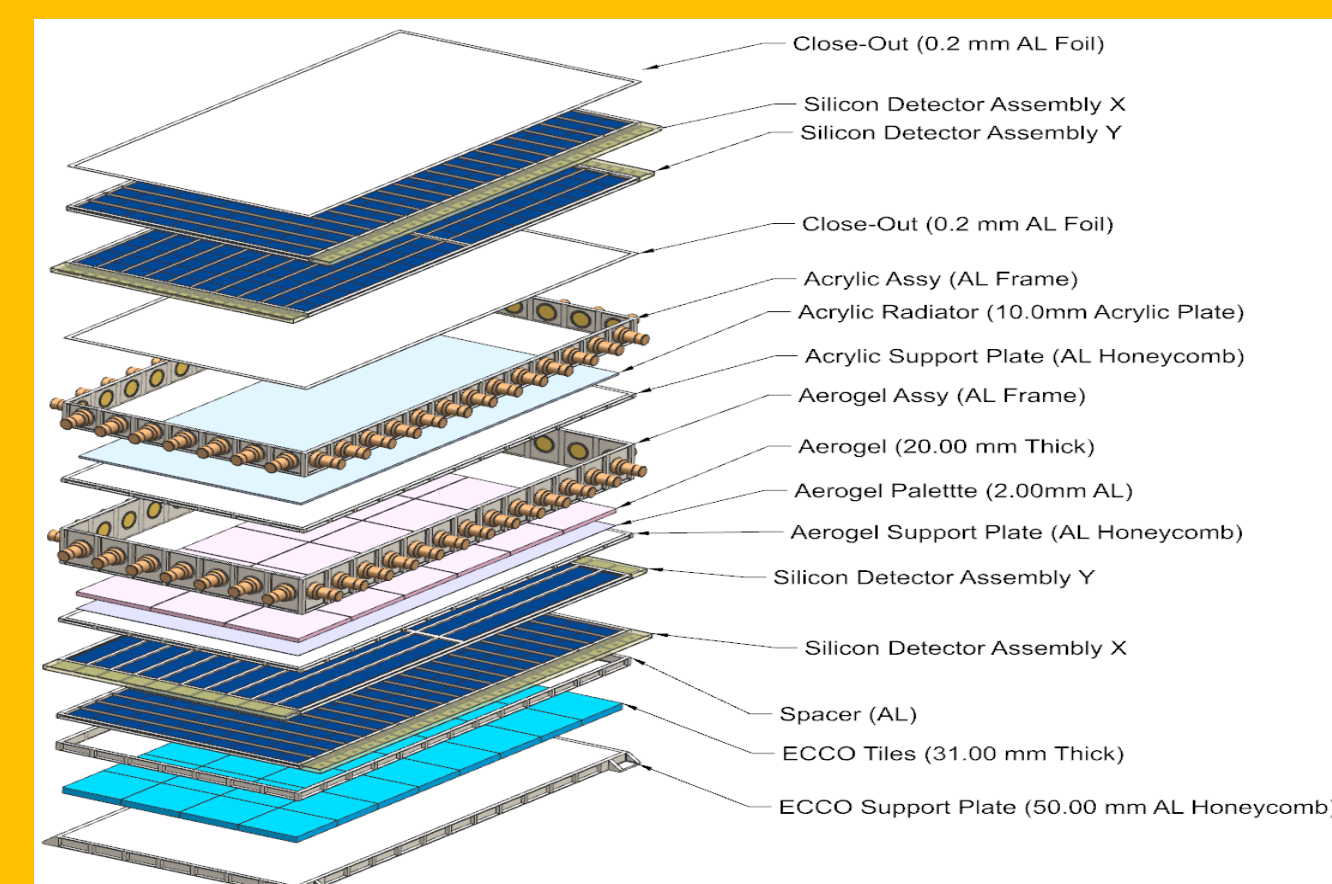 Close-Out (0.2 mm AL Foil)
Silicon Detector Assembly X
Silicon Detector Assembly Y
Close-Out (0.2 mm AL Foil)
Acrylic Assy (AL Frame)
Acrylic Radiator (10.0mm Acrylic Plate)
Acrylic Support Plate (AL Honeycomb)
Aerogel Assy (AL Frame)
Aerogel (20.00 mm Thick)
Aerogel Palettte (2.00mm AL)
Aerogel Support Plate (AL Honeycomb)
Silicon Detector Assembly Y
Silicon Detector Assembly X
Spacer (AL)
ECCO Tiles (31.00 mm Thick)
ECCO Support Plate (50.00 mm AL Honeycomb)